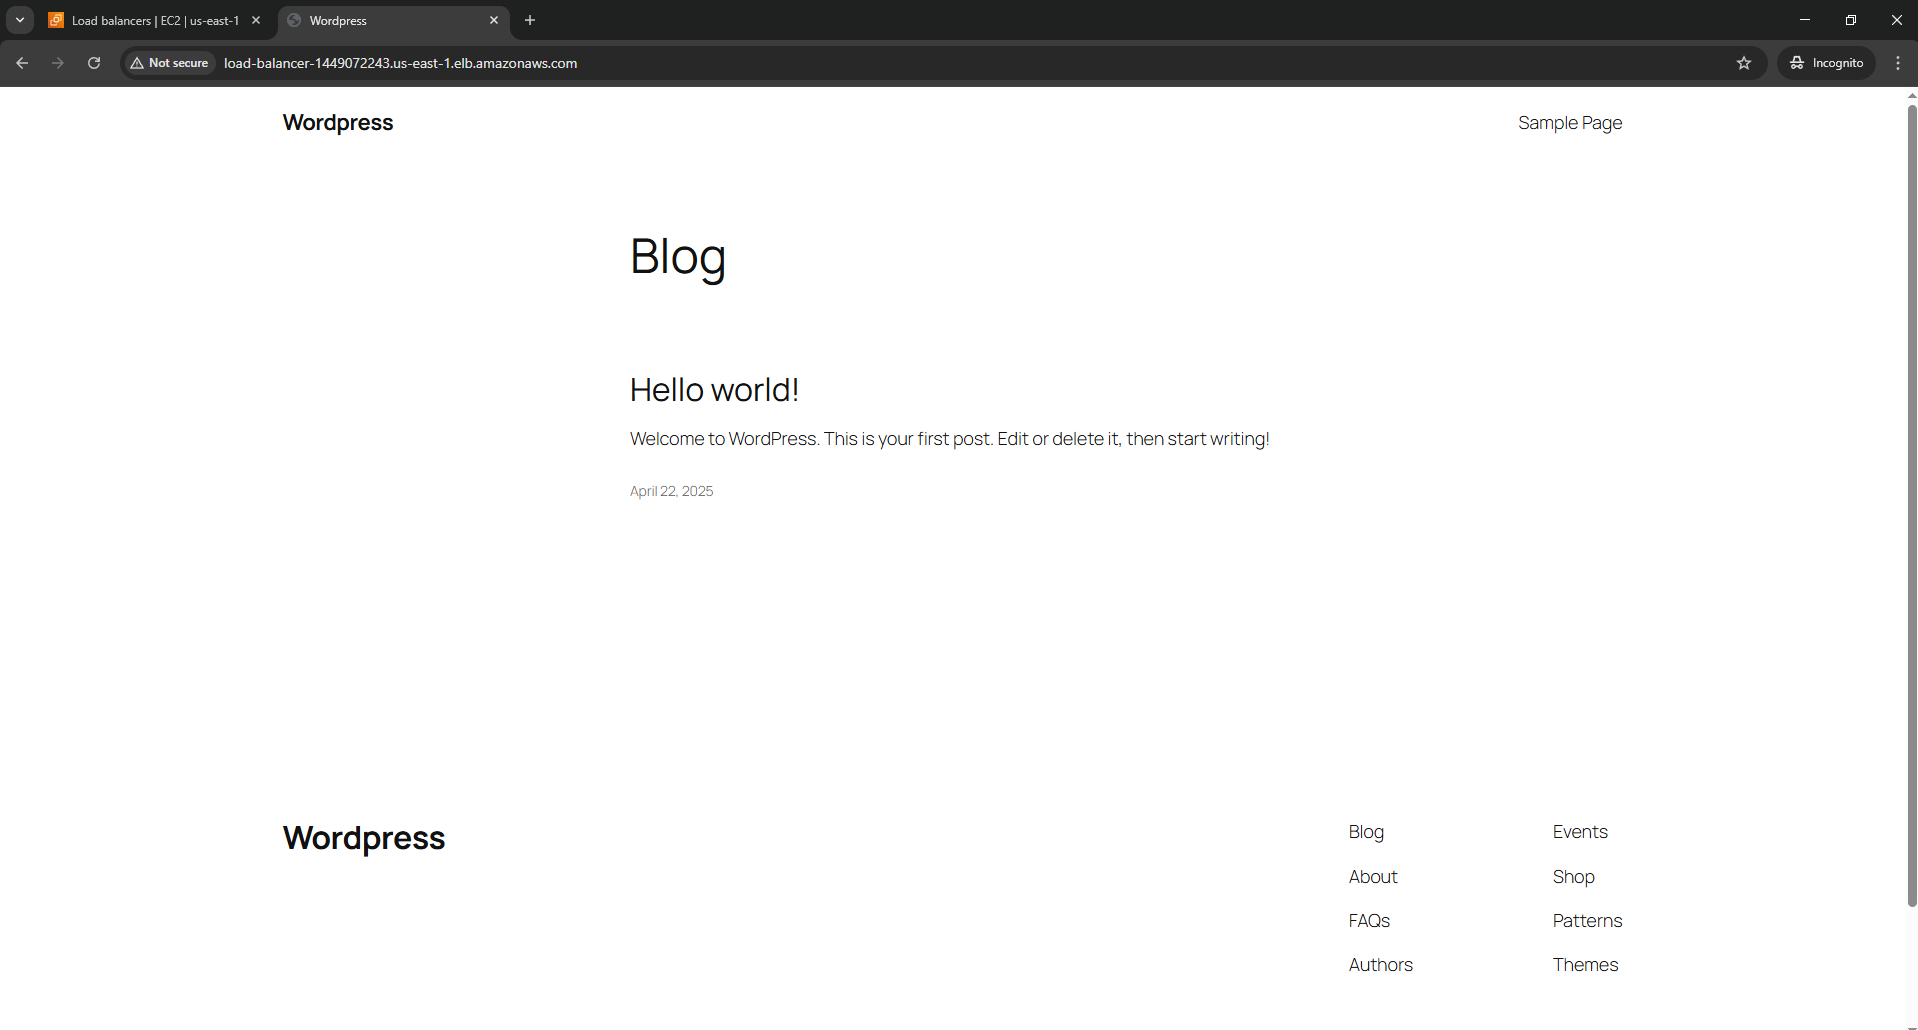 Load balancers | EC2 | us-east-1
Wordpress
Not secure
load-balancer-1449072243.us-east-1.elb.amazonaws.com
Incognito
Wordpress
Sample Page
Blog
Hello world!
Welcome to WordPress. This is your first post. Edit or delete it, then start writing!
April 22, 2025
Wordpress
Blog
Events
About
Shop
FAQs
Patterns
Authors
Themes